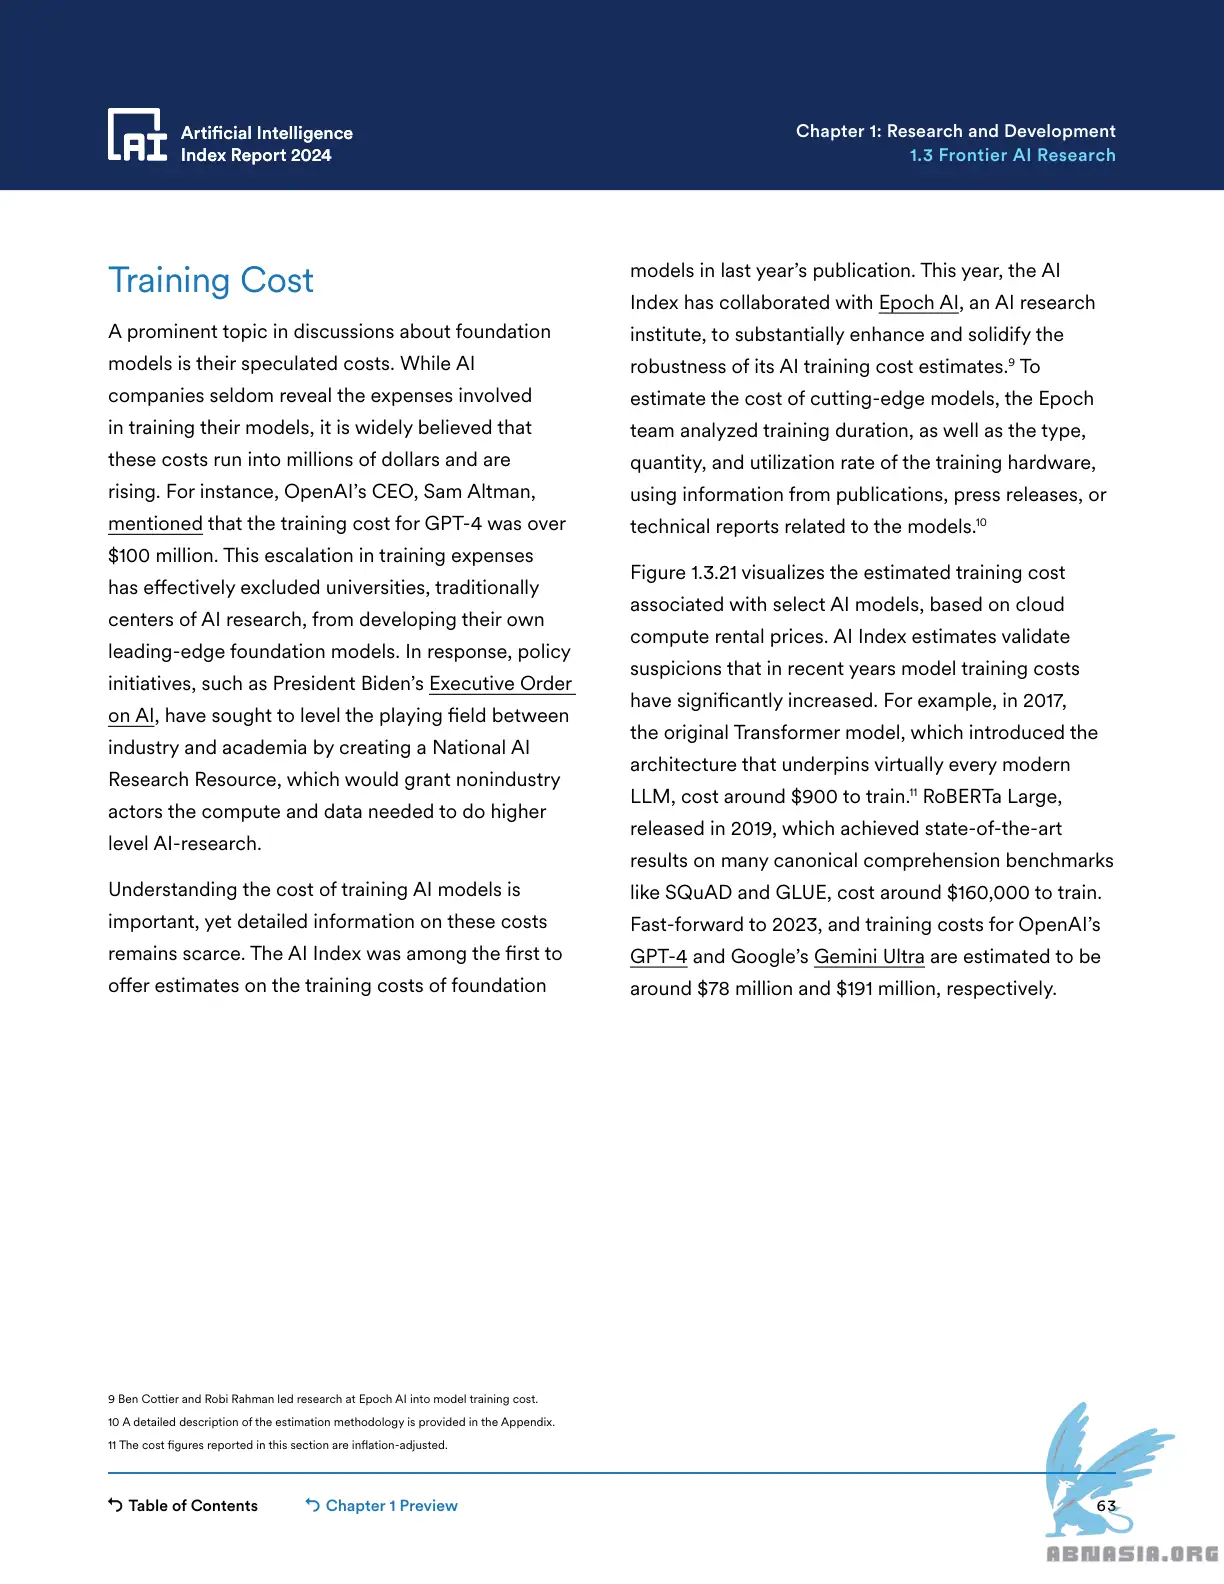 Artificial Intelligence
Index Report 2024
Chapter 1: Research and Development
1.3 Frontier AI Research
Training Cost
A prominent topic in discussions about foundation
models is their speculated costs. While AI
companies seldom reveal the expenses involved
in training their models, it is widely believed that
these costs run into millions of dollars and are
rising. For instance, OpenAI’s CEO, Sam Altman,
mentioned that the training cost for GPT-4 was over
$100 million. This escalation in training expenses
has effectively excluded universities, traditionally
centers of AI research, from developing their own
leading-edge foundation models. In response, policy
initiatives, such as President Biden’s Executive Order
on AI, have sought to level the playing field between
industry and academia by creating a National AI
Research Resource, which would grant nonindustry
actors the compute and data needed to do higher
level AI-research.
Understanding the cost of training AI models is
important, yet detailed information on these costs
remains scarce. The AI Index was among the first to
offer estimates on the training costs of foundation
models in last year’s publication. This year, the AI
Index has collaborated with Epoch AI, an AI research
institute, to substantially enhance and solidify the
robustness of its AI training cost estimates.9 To
estimate the cost of cutting-edge models, the Epoch
team analyzed training duration, as well as the type,
quantity, and utilization rate of the training hardware,
using information from publications, press releases, or
technical reports related to the models.10
Figure 1.3.21 visualizes the estimated training cost
associated with select AI models, based on cloud
compute rental prices. AI Index estimates validate
suspicions that in recent years model training costs
have significantly increased. For example, in 2017,
the original Transformer model, which introduced the
architecture that underpins virtually every modern
LLM, cost around $900 to train.11 RoBERTa Large,
released in 2019, which achieved state-of-the-art
results on many canonical comprehension benchmarks
like SQuAD and GLUE, cost around $160,000 to train.
Fast-forward to 2023, and training costs for OpenAI’s
GPT-4 and Google’s Gemini Ultra are estimated to be
around $78 million and $191 million, respectively.
9 Ben Cottier and Robi Rahman led research at Epoch AI into model training cost.
10 A detailed description of the estimation methodology is provided in the Appendix.
11 The cost figures reported in this section are inflation-adjusted.
Table of Contents
Chapter 1 Preview
63
ABNASIA.ORG